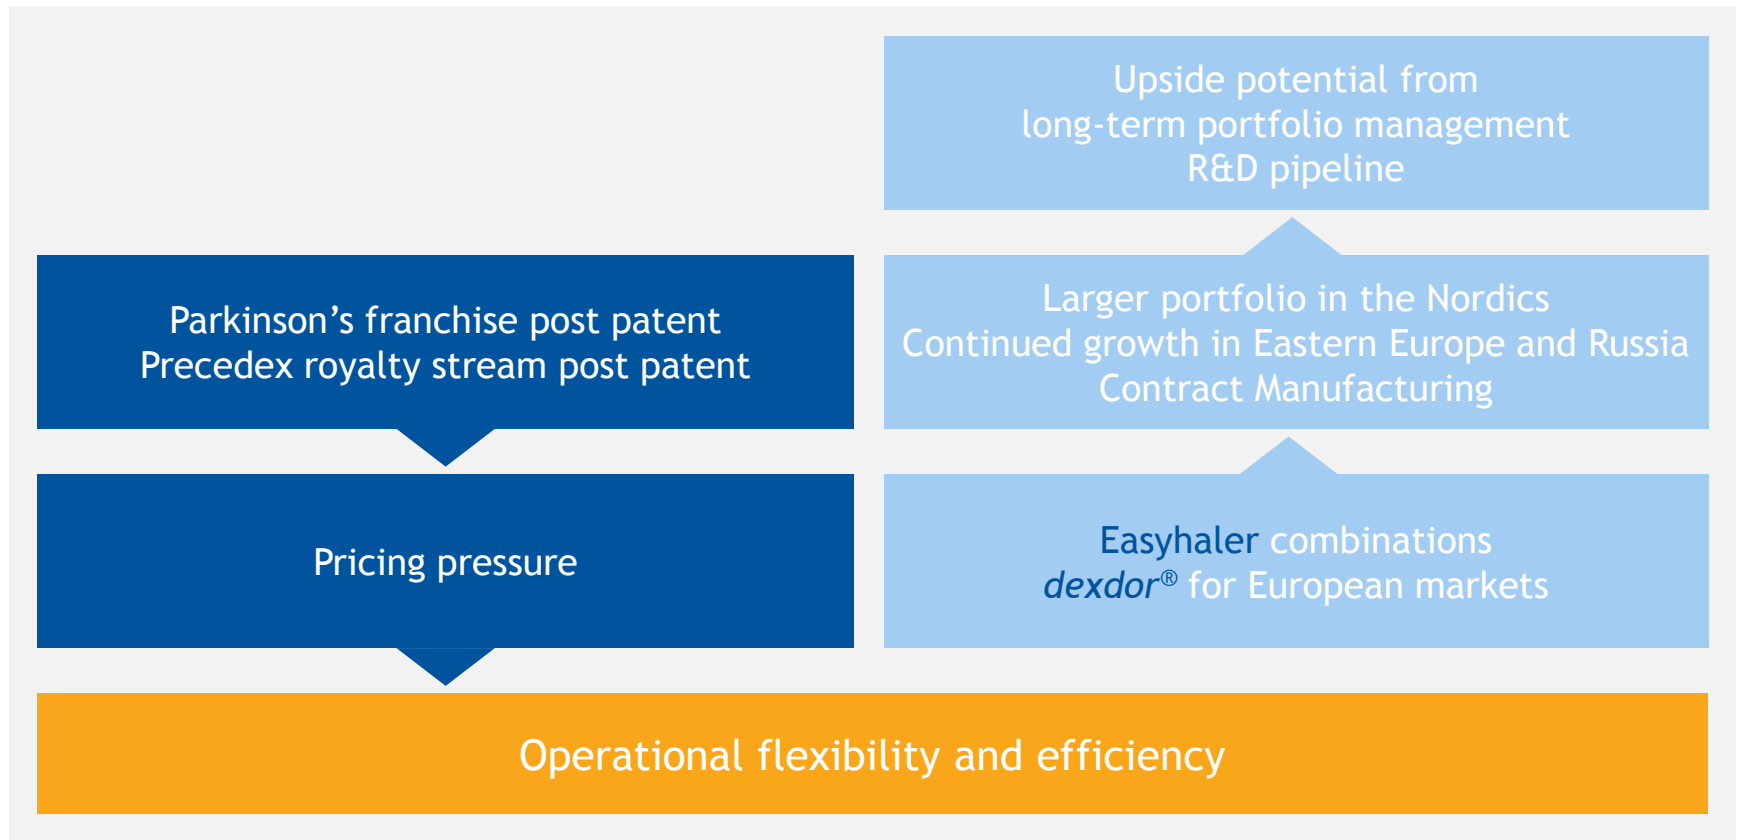 Upside potential from
long-term portfolio management
R&D pipeline
Parkinson’s franchise post patent
Precedex royalty stream post patent
Larger portfolio in the Nordics
Continued growth in Eastern Europe and Russia
Contract Manufacturing
Pricing pressure
Easyhaler combinations
dexdor® for European markets
Operational flexibility and efficiency